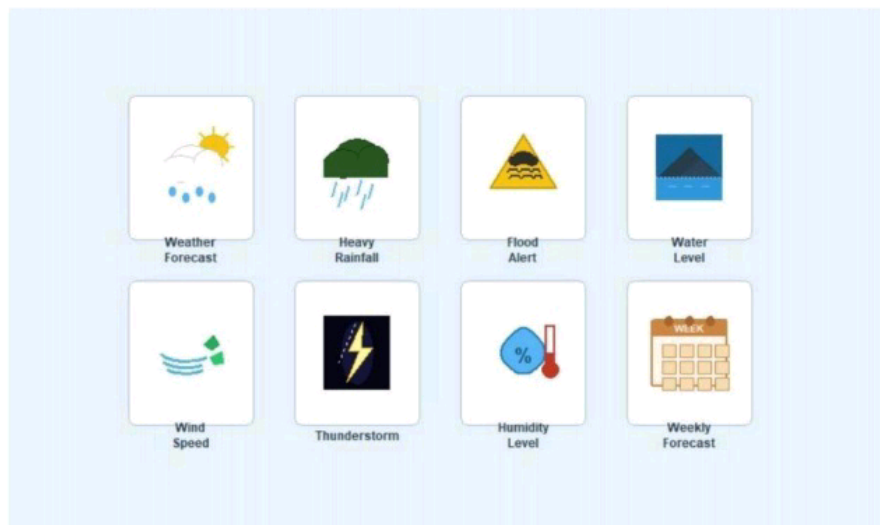 Weather
Forecast
Heavy
Rainfall
Flood
Alert
Water
Level
%
WEEK
Wind
Speed
Thunderstorm
Humidity
Level
Weekly
Forecast